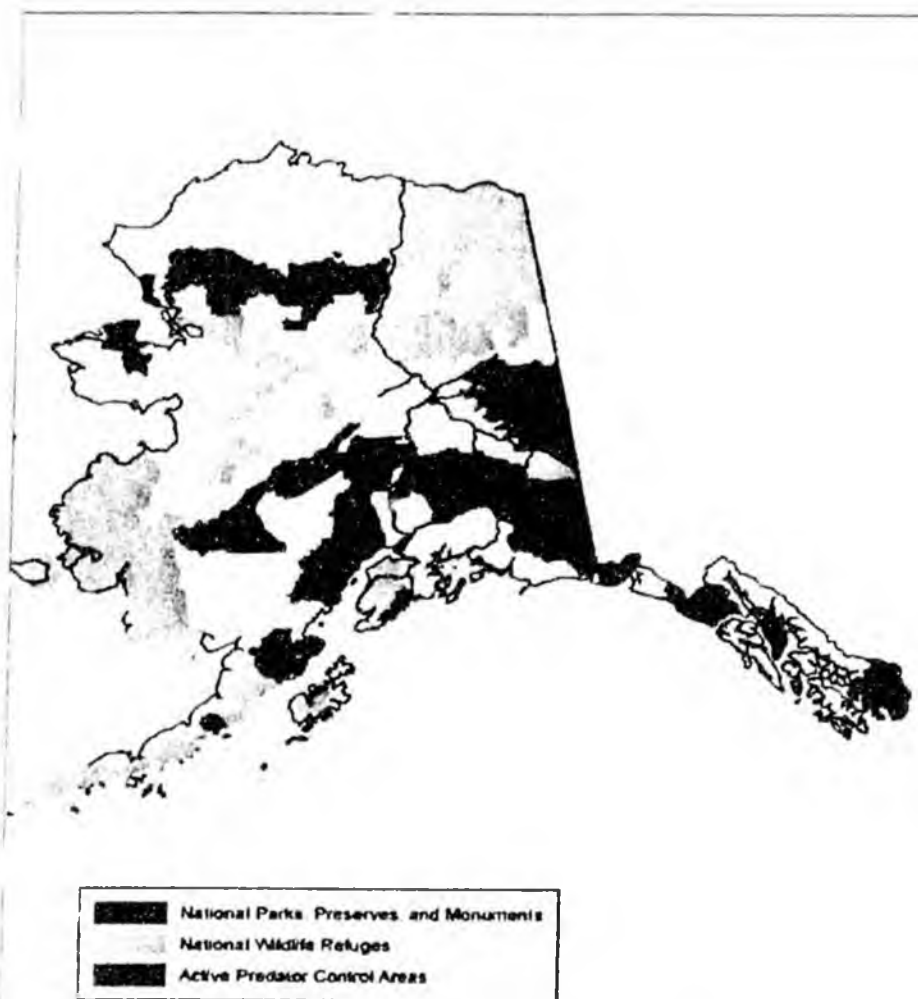 National Parks, Preserves, and Monuments
National Wildlife Refuges
Active Predator Control Areas